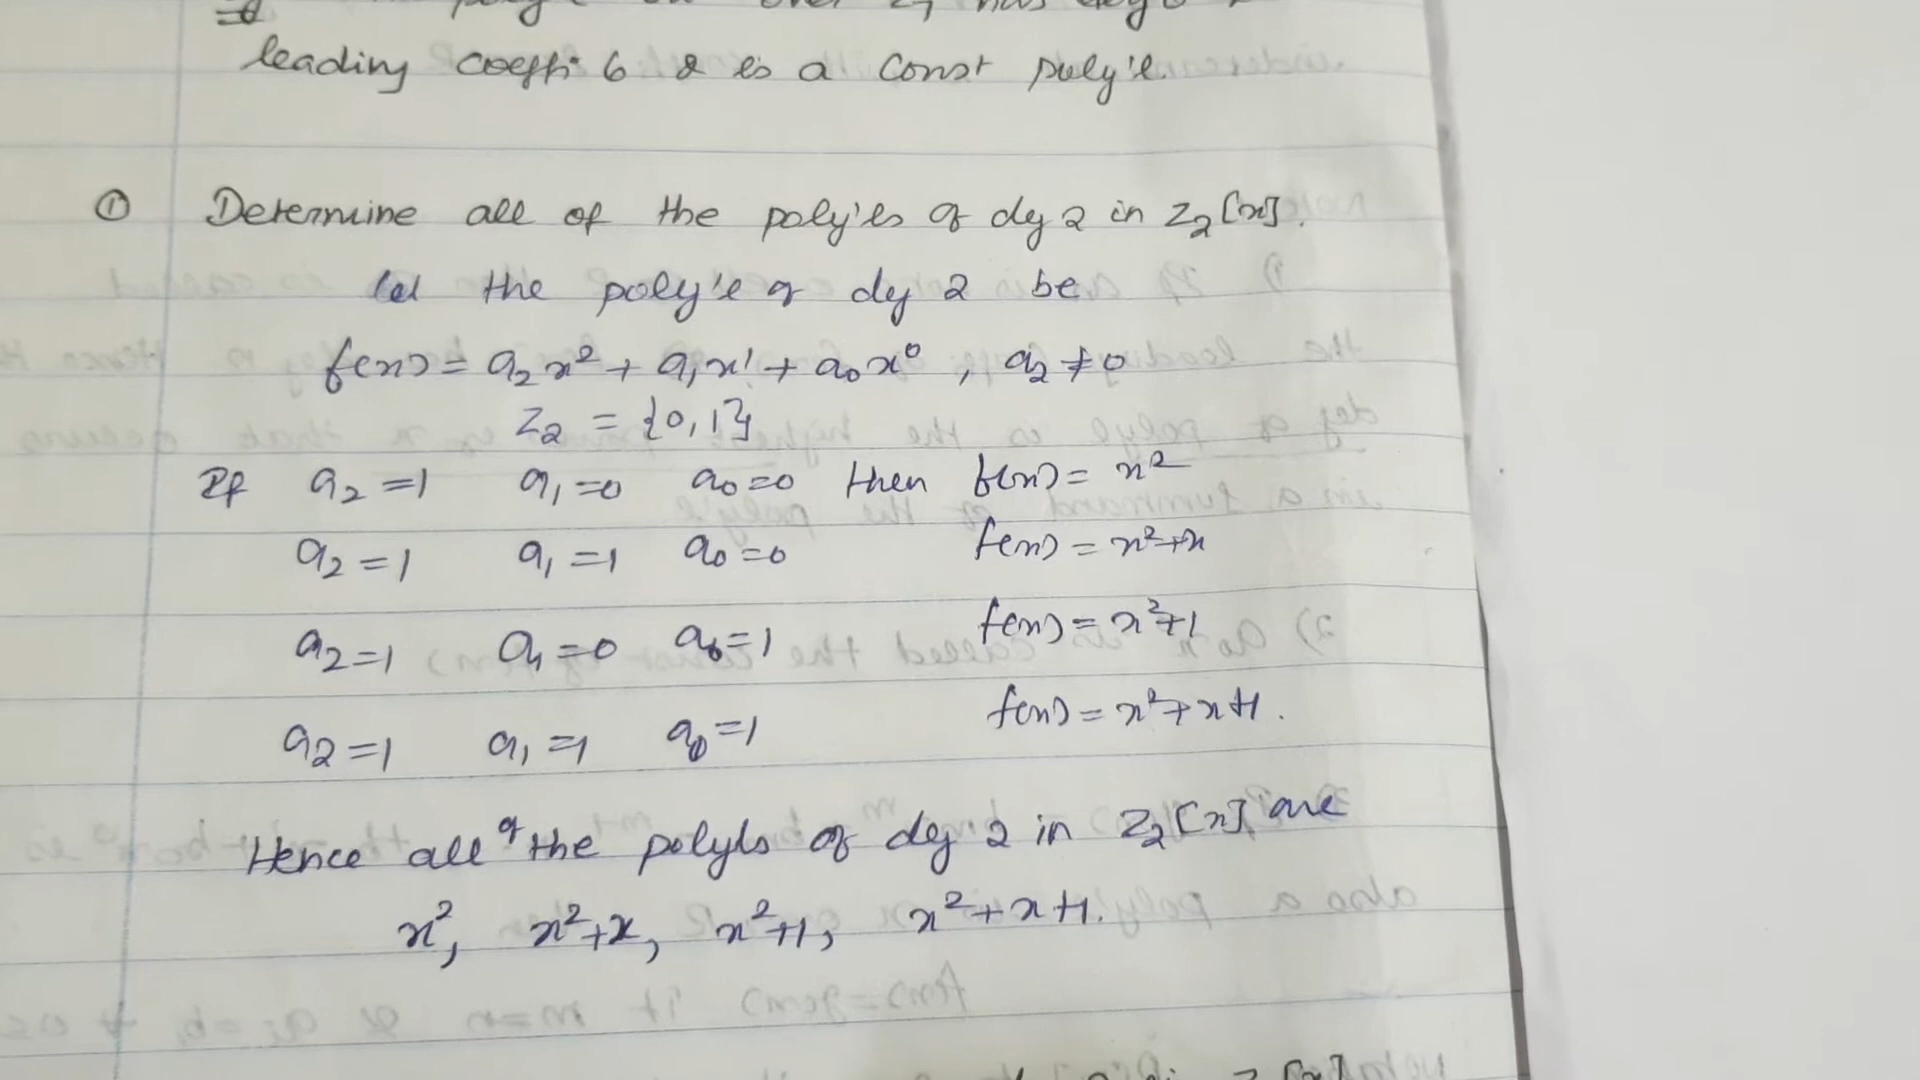 leading coeffi 6 & is a const poly'l.
① Determine all of the poly'ls of deg 2 in Z₂[x].
let the poly'l of deg 2 be
f(x) = a₂x² + a₁x¹ + a₀x⁰ , a₂ ≠ 0
Z₂ = {0,1}
If a₂=1 a₁=0 a₀=0 then f(x) = x²
a₂=1 a₁=1 a₀=0 f(x) = x²+x
a₂=1 a₁=0 a₀=1 f(x) = x²+1
a₂=1 a₁=1 a₀=1 f(x) = x²+x+1.
Hence all of the polyls of deg 2 in Z₂[x] are
x², x²+x, x²+1, x²+x+1.